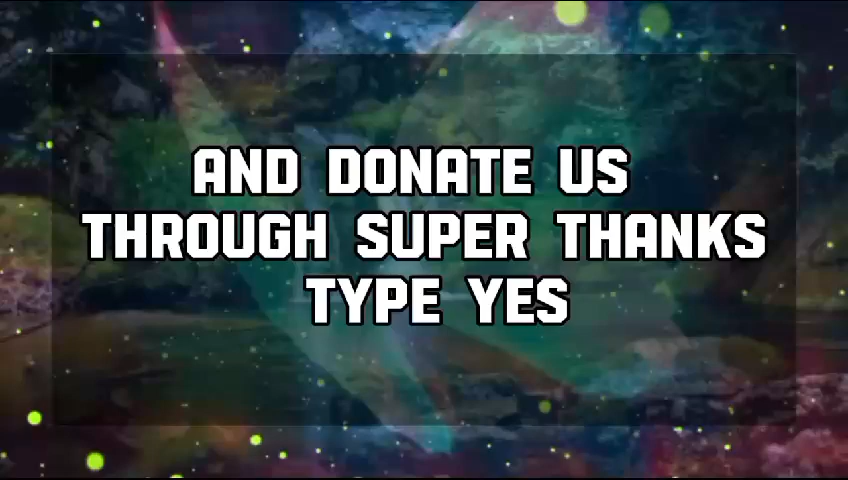 AND DONATE US
THROUGH SUPER THANKS
TYPE YES